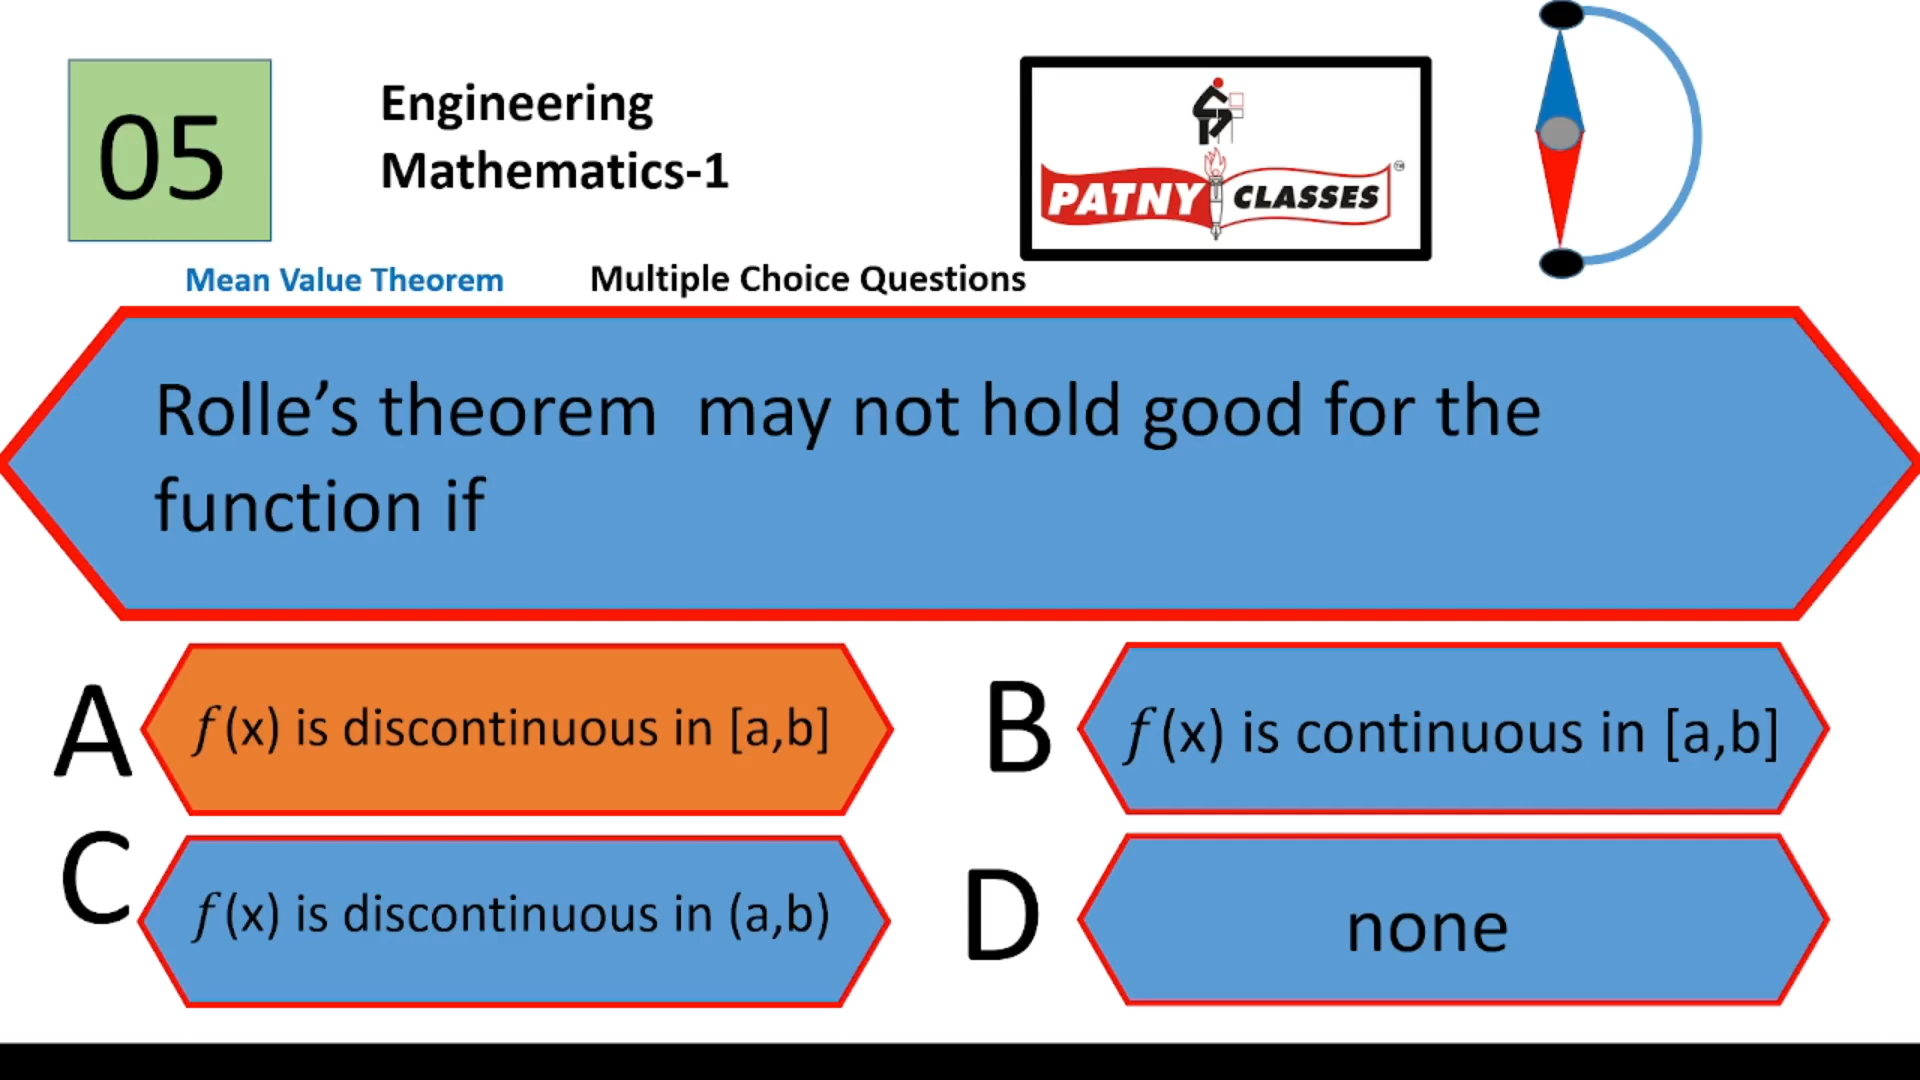 05
Engineering
Mathematics-1
PATNY CLASSES
TM
Mean Value Theorem
Multiple Choice Questions
Rolle’s theorem  may not hold good for the
function if
A
f(x) is discontinuous in [a,b]
B
f(x) is continuous in [a,b]
C
f(x) is discontinuous in (a,b)
D
none